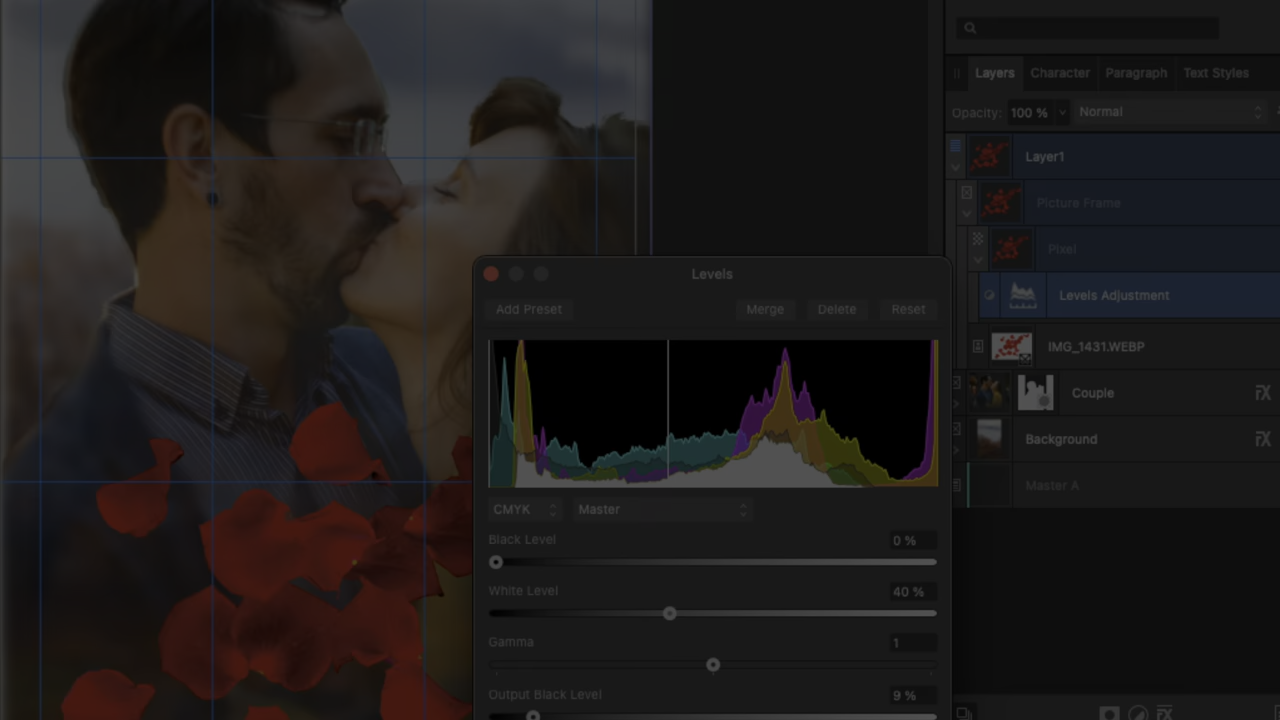 Layers Character Paragraph Text Styles
Opacity: 100 % Normal
Layer1
Picture Frame
Pixel
Levels Adjustment
IMG_1431.WEBP
Couple
Background
Master A
Levels
Add Preset Merge Delete Reset
CMYK Master
Black Level 0 %
White Level 40 %
Gamma 1
Output Black Level 9 %